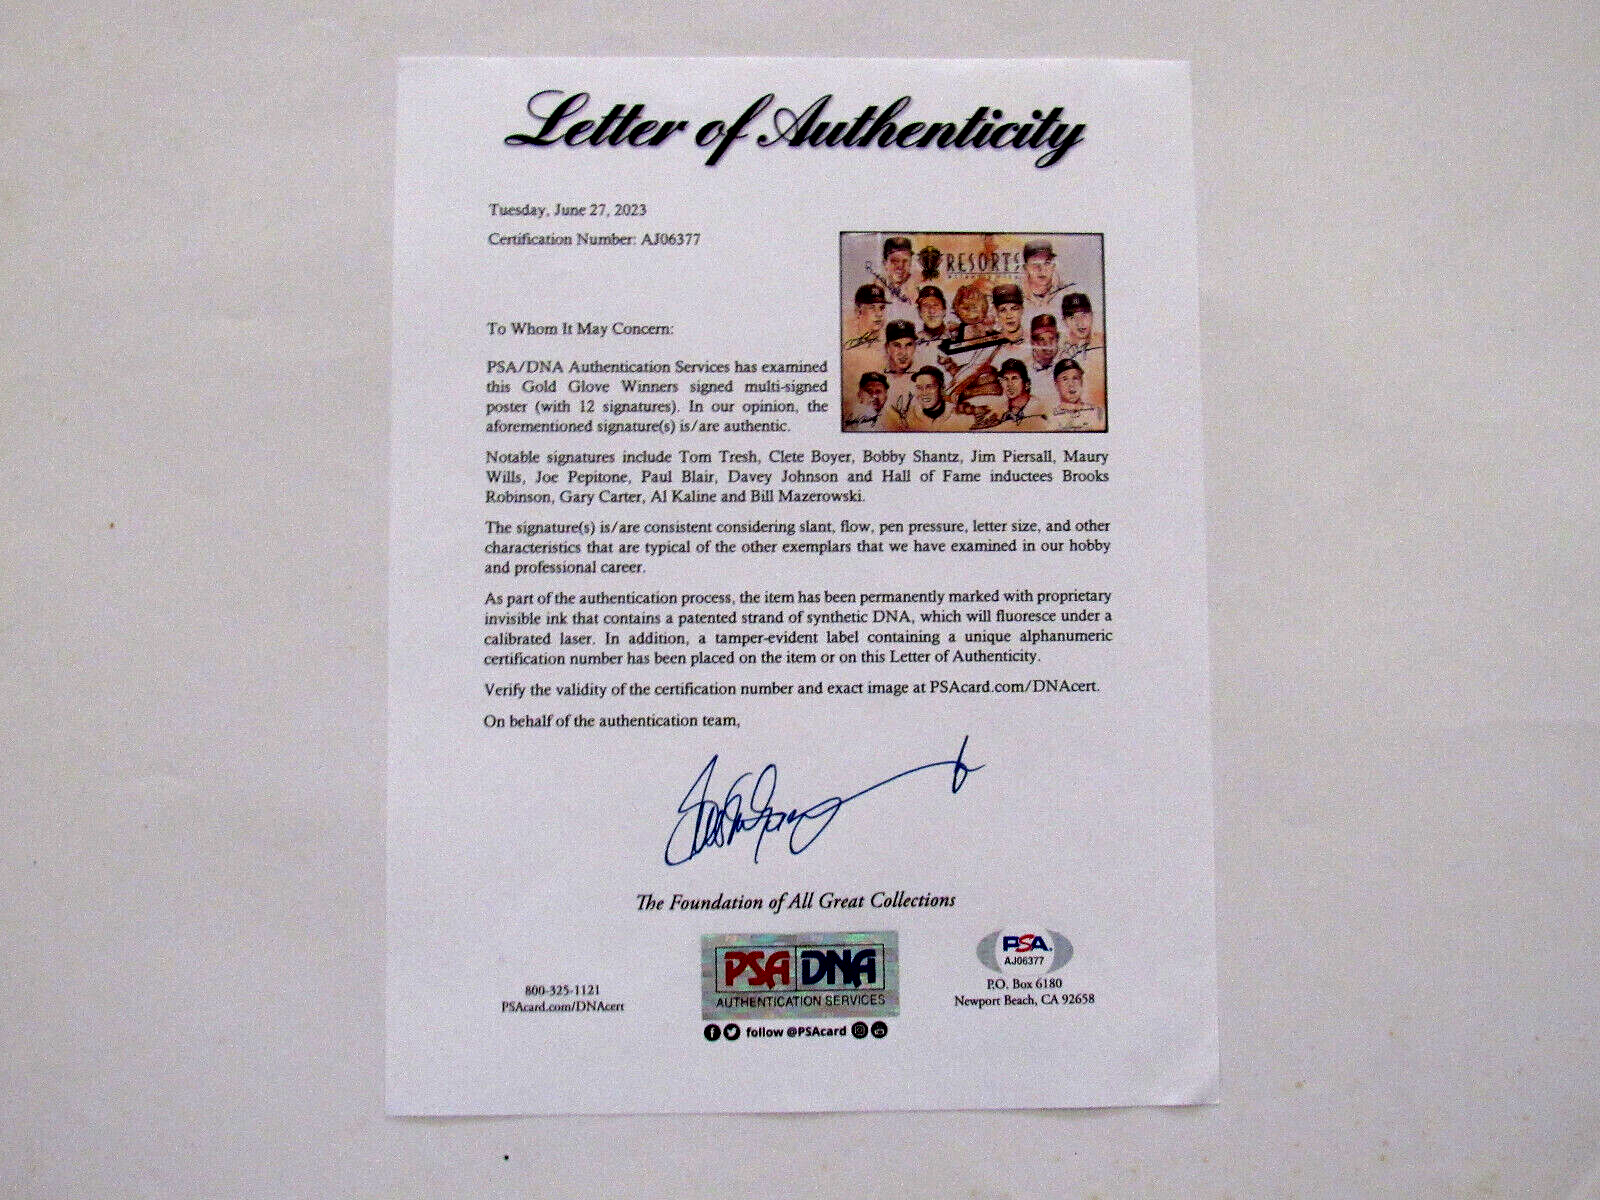 Letter of Authenticity
Tuesday, June 27, 2023
Certification Number: AJ06377
RESORTS
To Whom It May Concern:
PSA/DNA Authentication Services has examined
this Gold Glove Winners signed multi-signed
poster (with 12 signatures). In our opinion, the
aforementioned signature(s) is/are authentic.
Notable signatures include Tom Tresh, Clete Boyer, Bobby Shantz, Jim Piersall, Maury
Wills, Joe Pepitone, Paul Blair, Davey Johnson and Hall of Fame inductees Brooks
Robinson, Gary Carter, Al Kaline and Bill Mazerowski.
The signature(s) is/are consistent considering slant, flow, pen pressure, letter size, and other
characteristics that are typical of the other exemplars that we have examined in our hobby
and professional career.
As part of the authentication process, the item has been permanently marked with proprietary
invisible ink that contains a patented strand of synthetic DNA, which will fluoresce under a
calibrated laser. In addition, a tamper-evident label containing a unique alphanumeric
certification number has been placed on the item or on this Letter of Authenticity.
Verify the validity of the certification number and exact image at PSAcard.com/DNAcert.
On behalf of the authentication team,
The Foundation of All Great Collections
800-325-1121
PSAcard.com/DNAcert
PSA DNA
AUTHENTICATION SERVICES
follow @PSAcard
PSA
AJ06377
P.O. Box 6180
Newport Beach, CA 92658